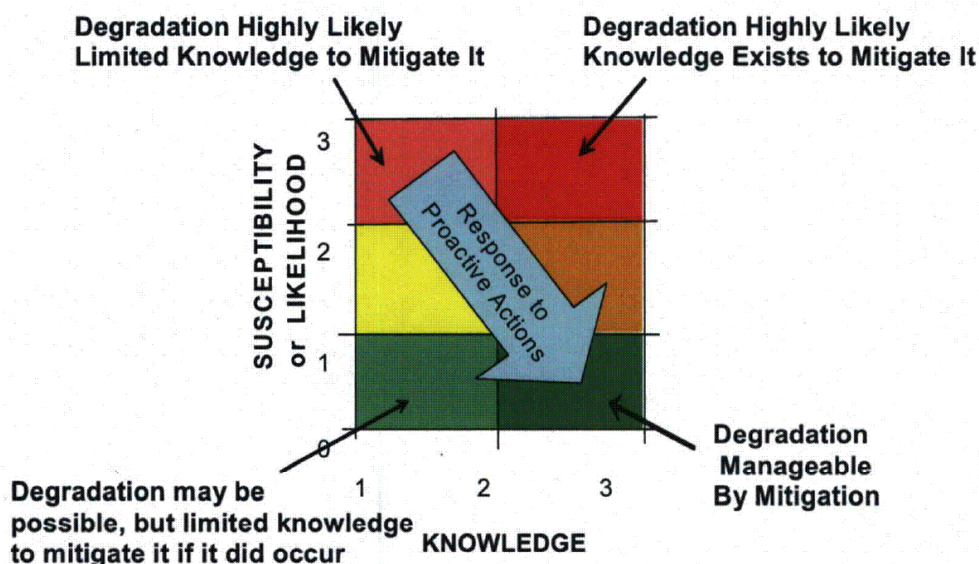 Degradation Highly Likely
Limited Knowledge to Mitigate It
Degradation Highly Likely
Knowledge Exists to Mitigate It
SUSCEPTIBILITY
or LIKELIHOOD
3
2
1
0
Response to
Proactive Actions
Degradation
Manageable
By Mitigation
Degradation may be
possible, but limited knowledge
to mitigate it if it did occur
1 2 3
KNOWLEDGE